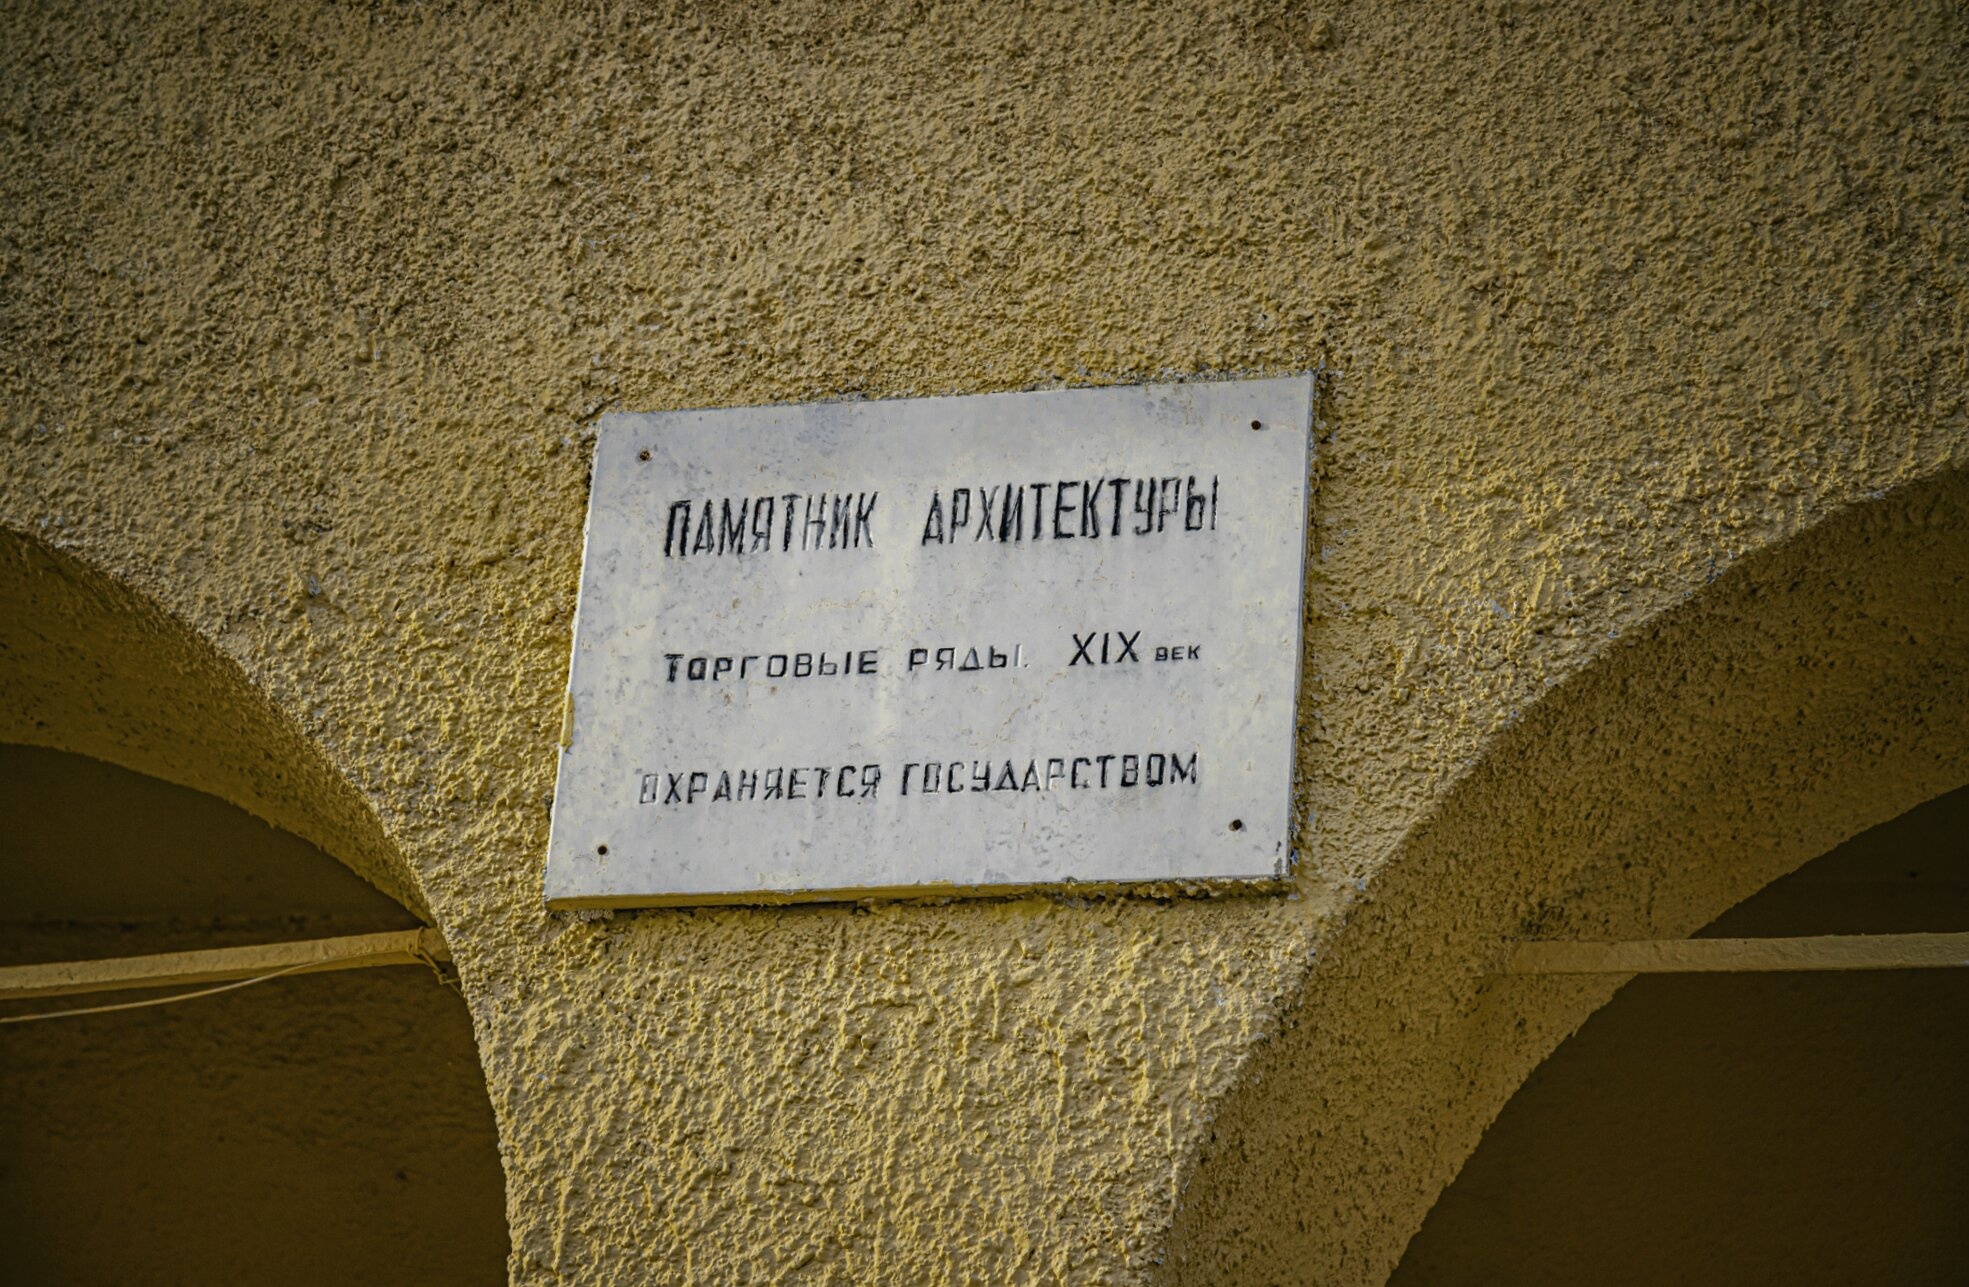 ПАМЯТНИК АРХИТЕКТУРЫ
ТОРГОВЫЕ РЯДЫ. XIX ВЕК
ОХРАНЯЕТСЯ ГОСУДАРСТВОМ